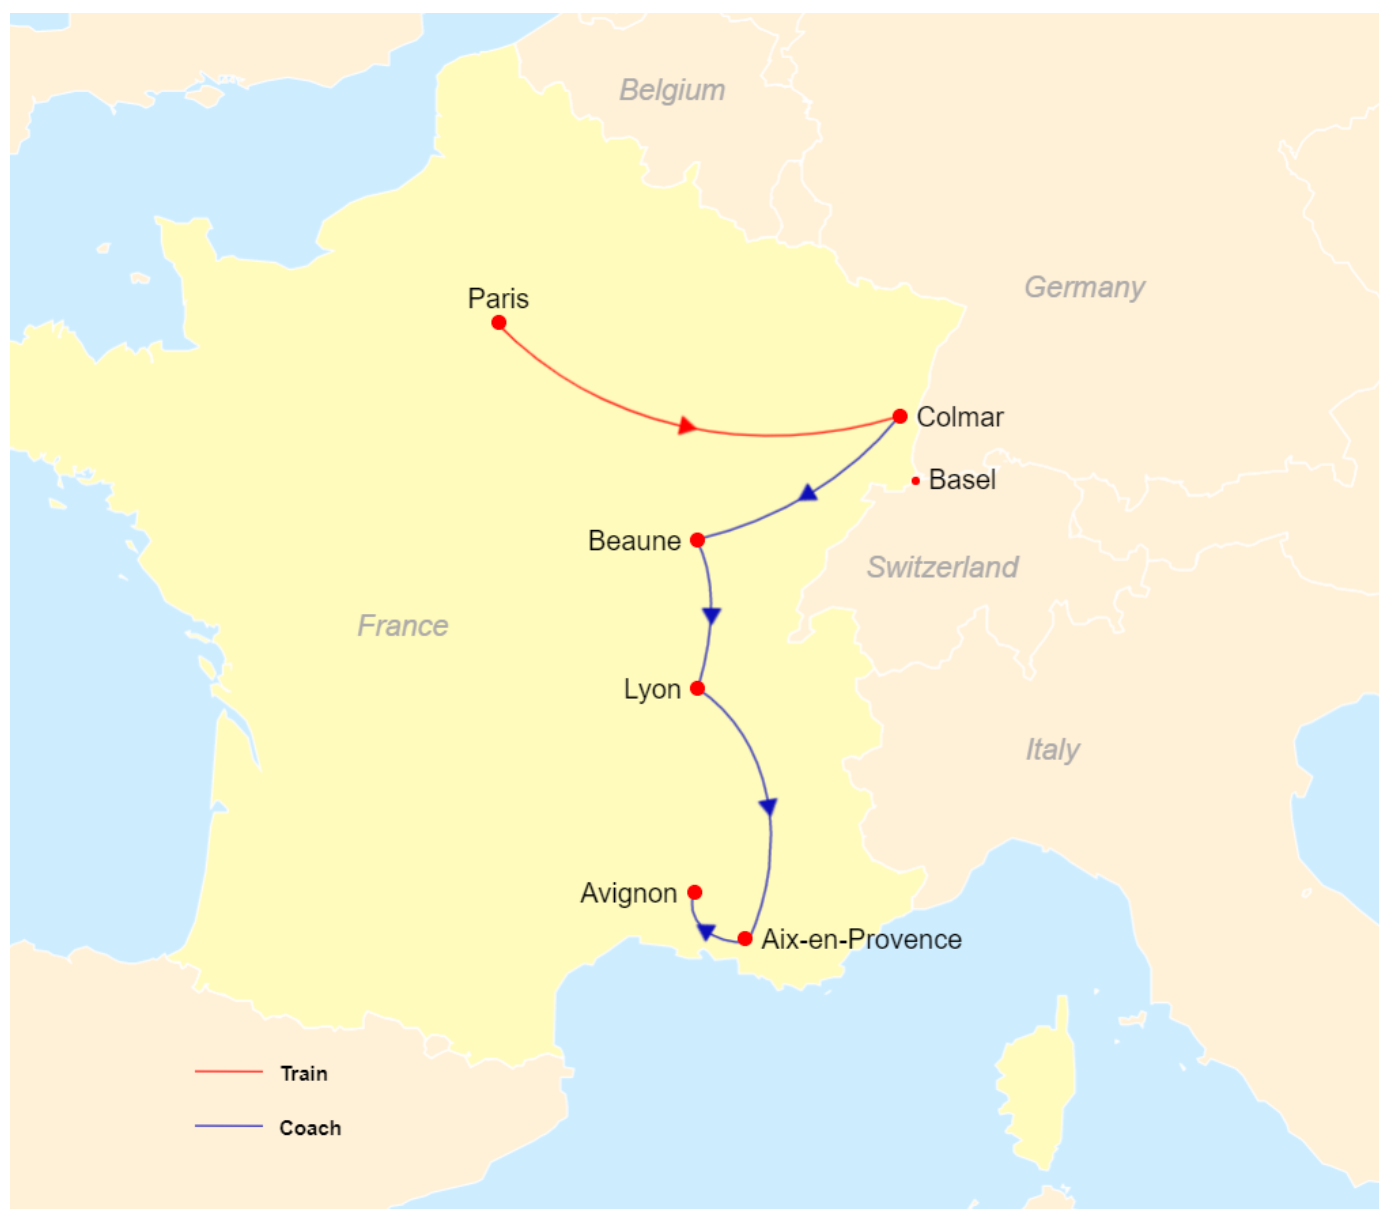 Belgium
Germany
Paris
Colmar
Basel
Beaune
Switzerland
France
Lyon
Italy
Avignon
Aix-en-Provence
Train
Coach